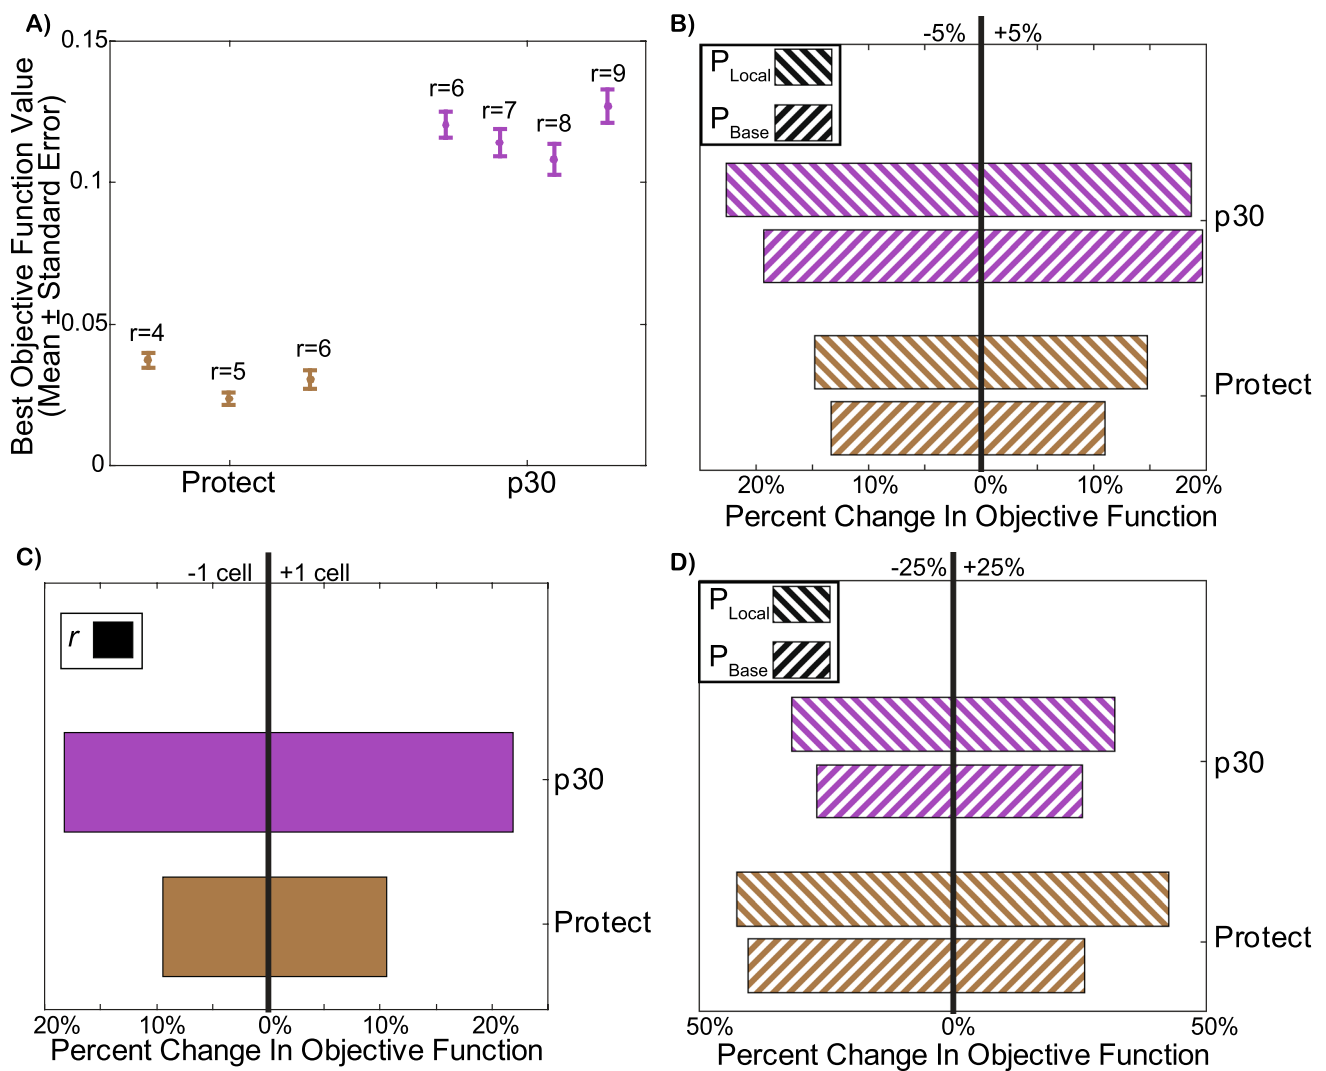 A)
Best Objective Function Value
(Mean ± Standard Error)
0.15
0.1
0.05
0
r=4
r=5
r=6
r=6
r=7
r=8
r=9
Protect
p30
B)
-5%
+5%
P Local
P Base
p30
Protect
20%
10%
0%
10%
20%
Percent Change In Objective Function
C)
-1 cell
+1 cell
r
p30
Protect
20%
10%
0%
10%
20%
Percent Change In Objective Function
D)
-25%
+25%
P Local
P Base
p30
Protect
50%
0%
50%
Percent Change In Objective Function